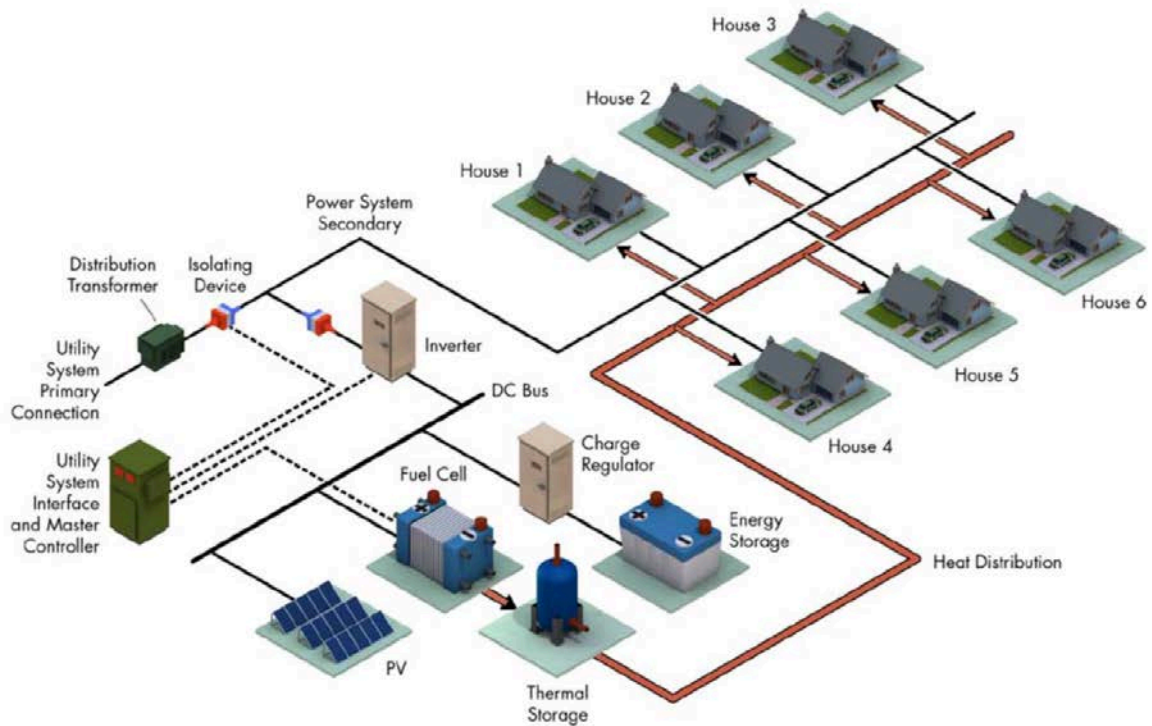 House 3
House 2
House 1
Power System
Secondary
Distribution
Transformer
Isolating
Device
House 6
Inverter
Utility
System
Primary
Connection
House 5
DC Bus
House 4
Charge
Regulator
Utility
System
Interface
and Master
Controller
Fuel Cell
Energy
Storage
Heat Distribution
PV
Thermal
Storage